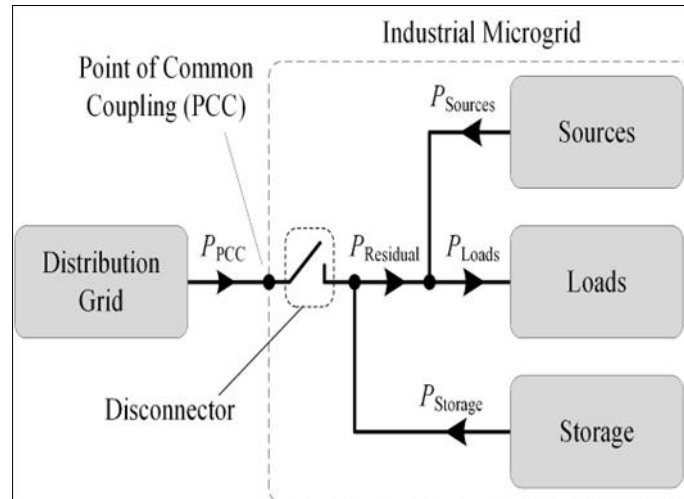 Industrial Microgrid
Point of Common
Coupling (PCC)
P_Sources
Sources
P_PCC
P_Residual
P_Loads
Distribution
Grid
Loads
Disconnector
P_Storage
Storage